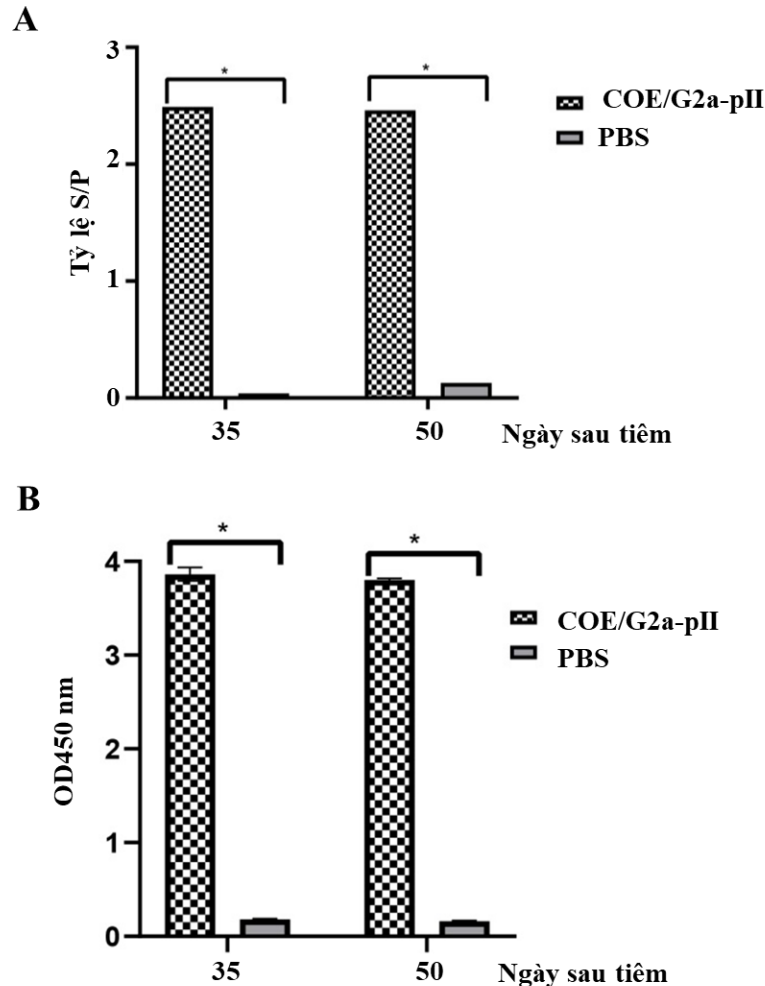 A
3
2
1
0
Tỷ lệ S/P
*
*
COE/G2a-pII
PBS
35
50
Ngày sau tiêm
B
4
3
2
1
0
OD450 nm
*
*
COE/G2a-pII
PBS
35
50
Ngày sau tiêm